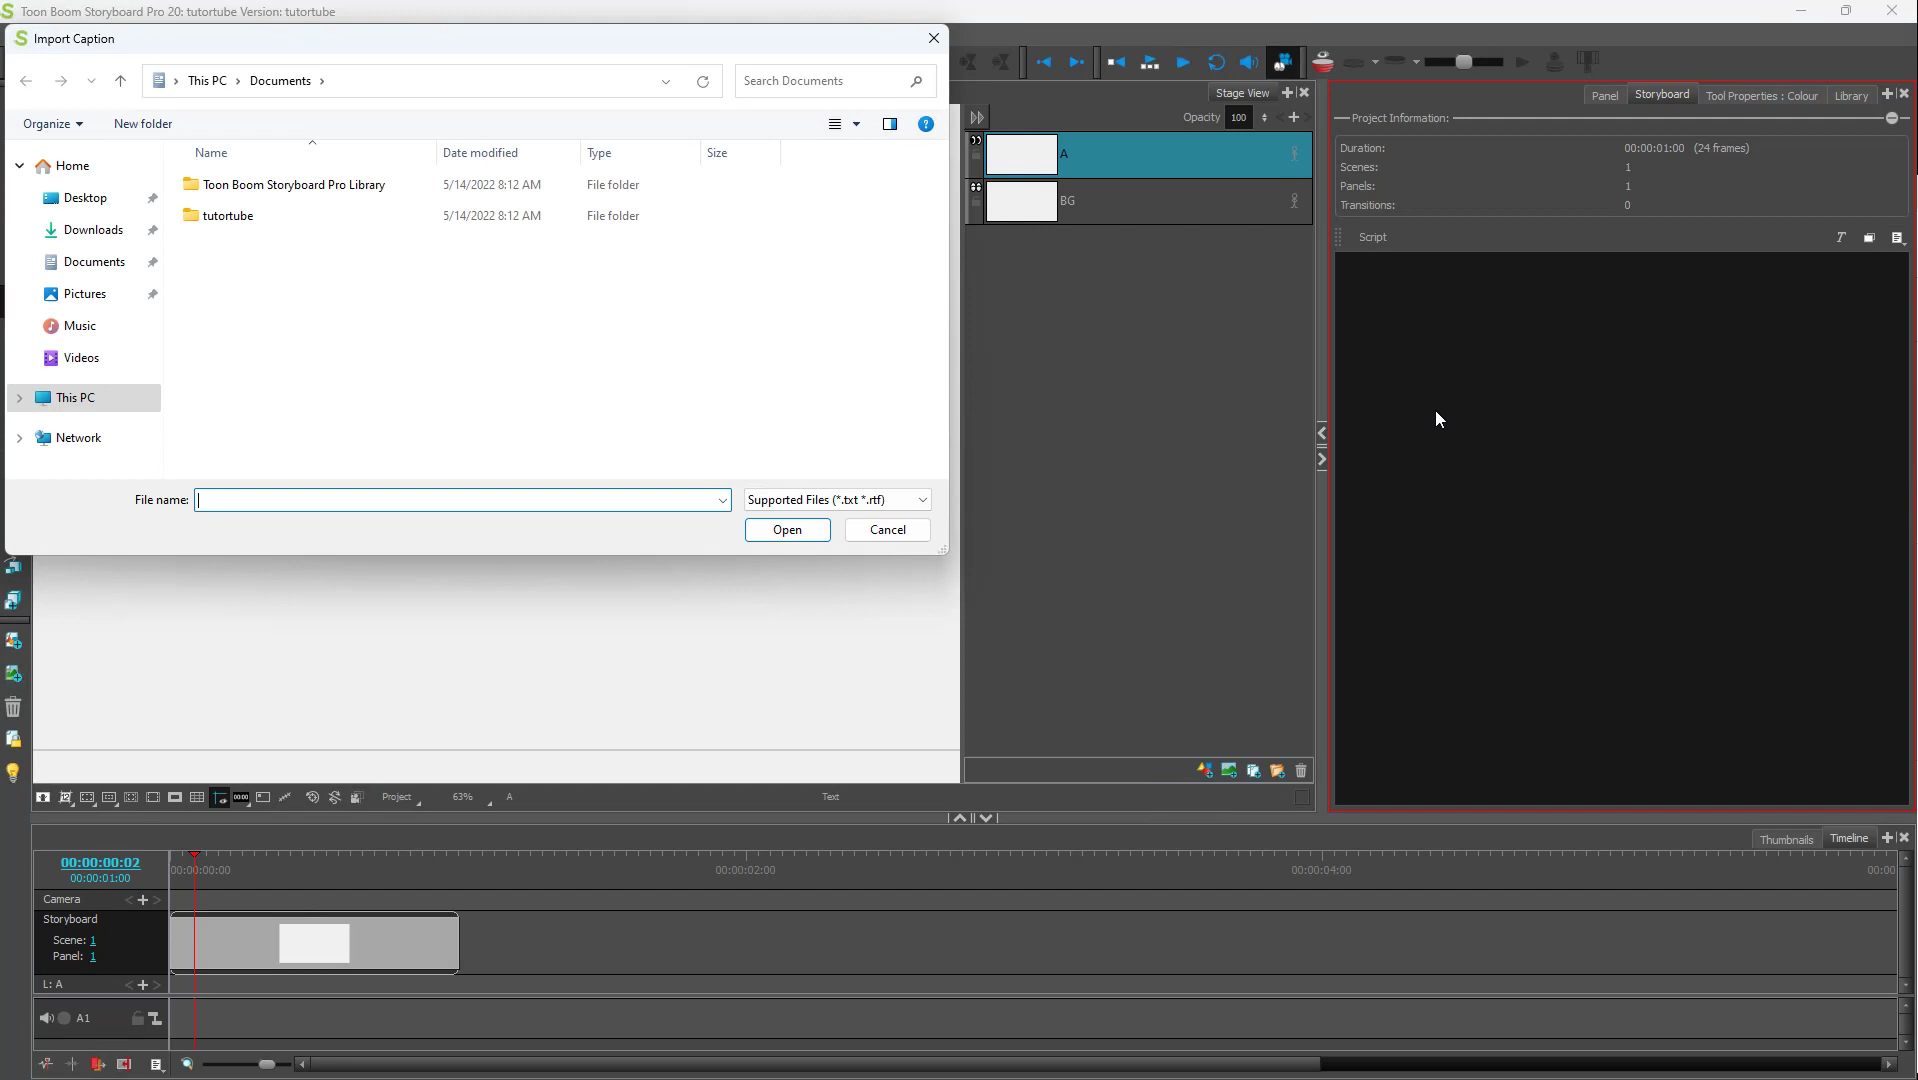 Toon Boom Storyboard Pro 20: tutortube Version: tutortube
Import Caption
This PC Documents
Search Documents
Organize
New folder
Name
Date modified
Type
Size
Home
Desktop
Downloads
Documents
Pictures
Music
Videos
This PC
Network
Toon Boom Storyboard Pro Library
5/14/2022 8:12 AM
File folder
tutortube
5/14/2022 8:12 AM
File folder
File name:
Supported Files (*.txt *.rtf)
Open
Cancel
Stage View
Opacity 100
A
BG
Panel
Storyboard
Tool Properties : Colour
Library
Project Information:
Duration: 00:00:01:00 (24 frames)
Scenes: 1
Panels: 1
Transitions: 0
Script
Project
63%
A
Text
Thumbnails
Timeline
00:00:00:02
00:00:01:00
00:00:00:00
00:00:02:00
00:00:04:00
00:00
Camera
Storyboard
Scene: 1
Panel: 1
L: A
A1